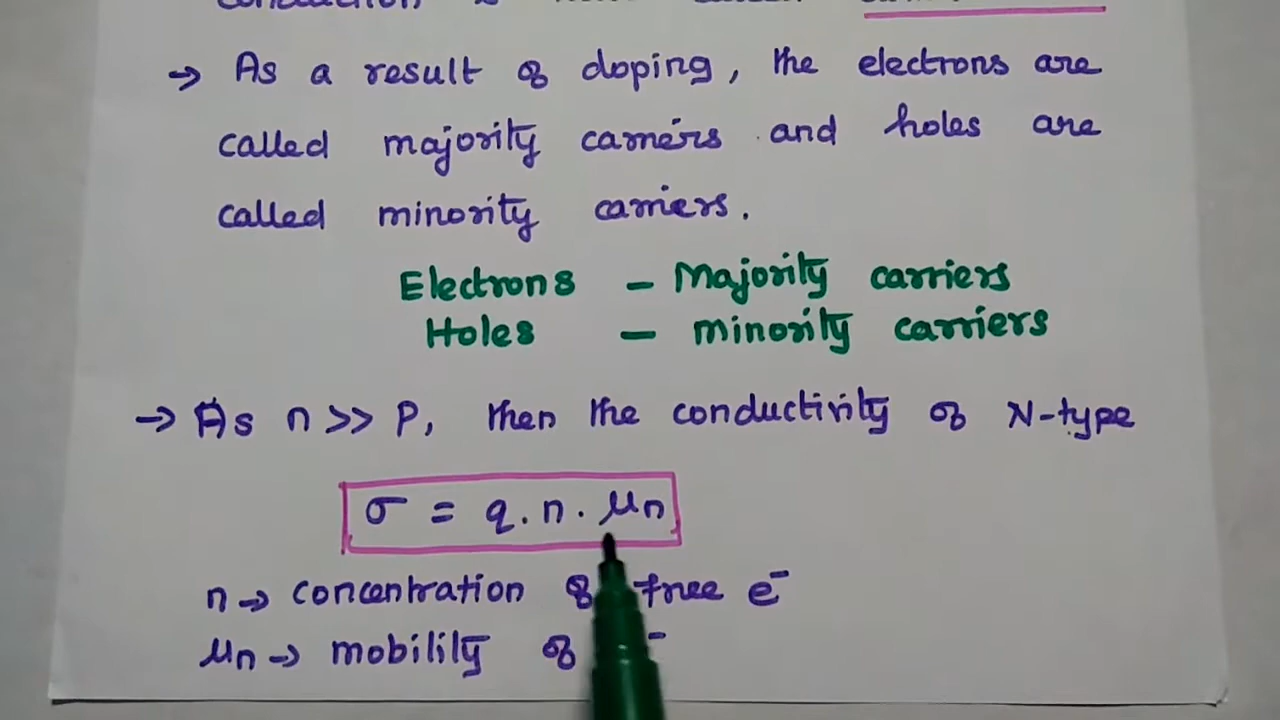 → As a result of doping, the electrons are
called majority carriers and holes are
called minority carriers.
Electrons - Majority carriers
Holes - minority carriers
→ As n >> P, then the conductivity of N-type
σ = q.n.μn
n → concentration of free e⁻
μn → mobility of